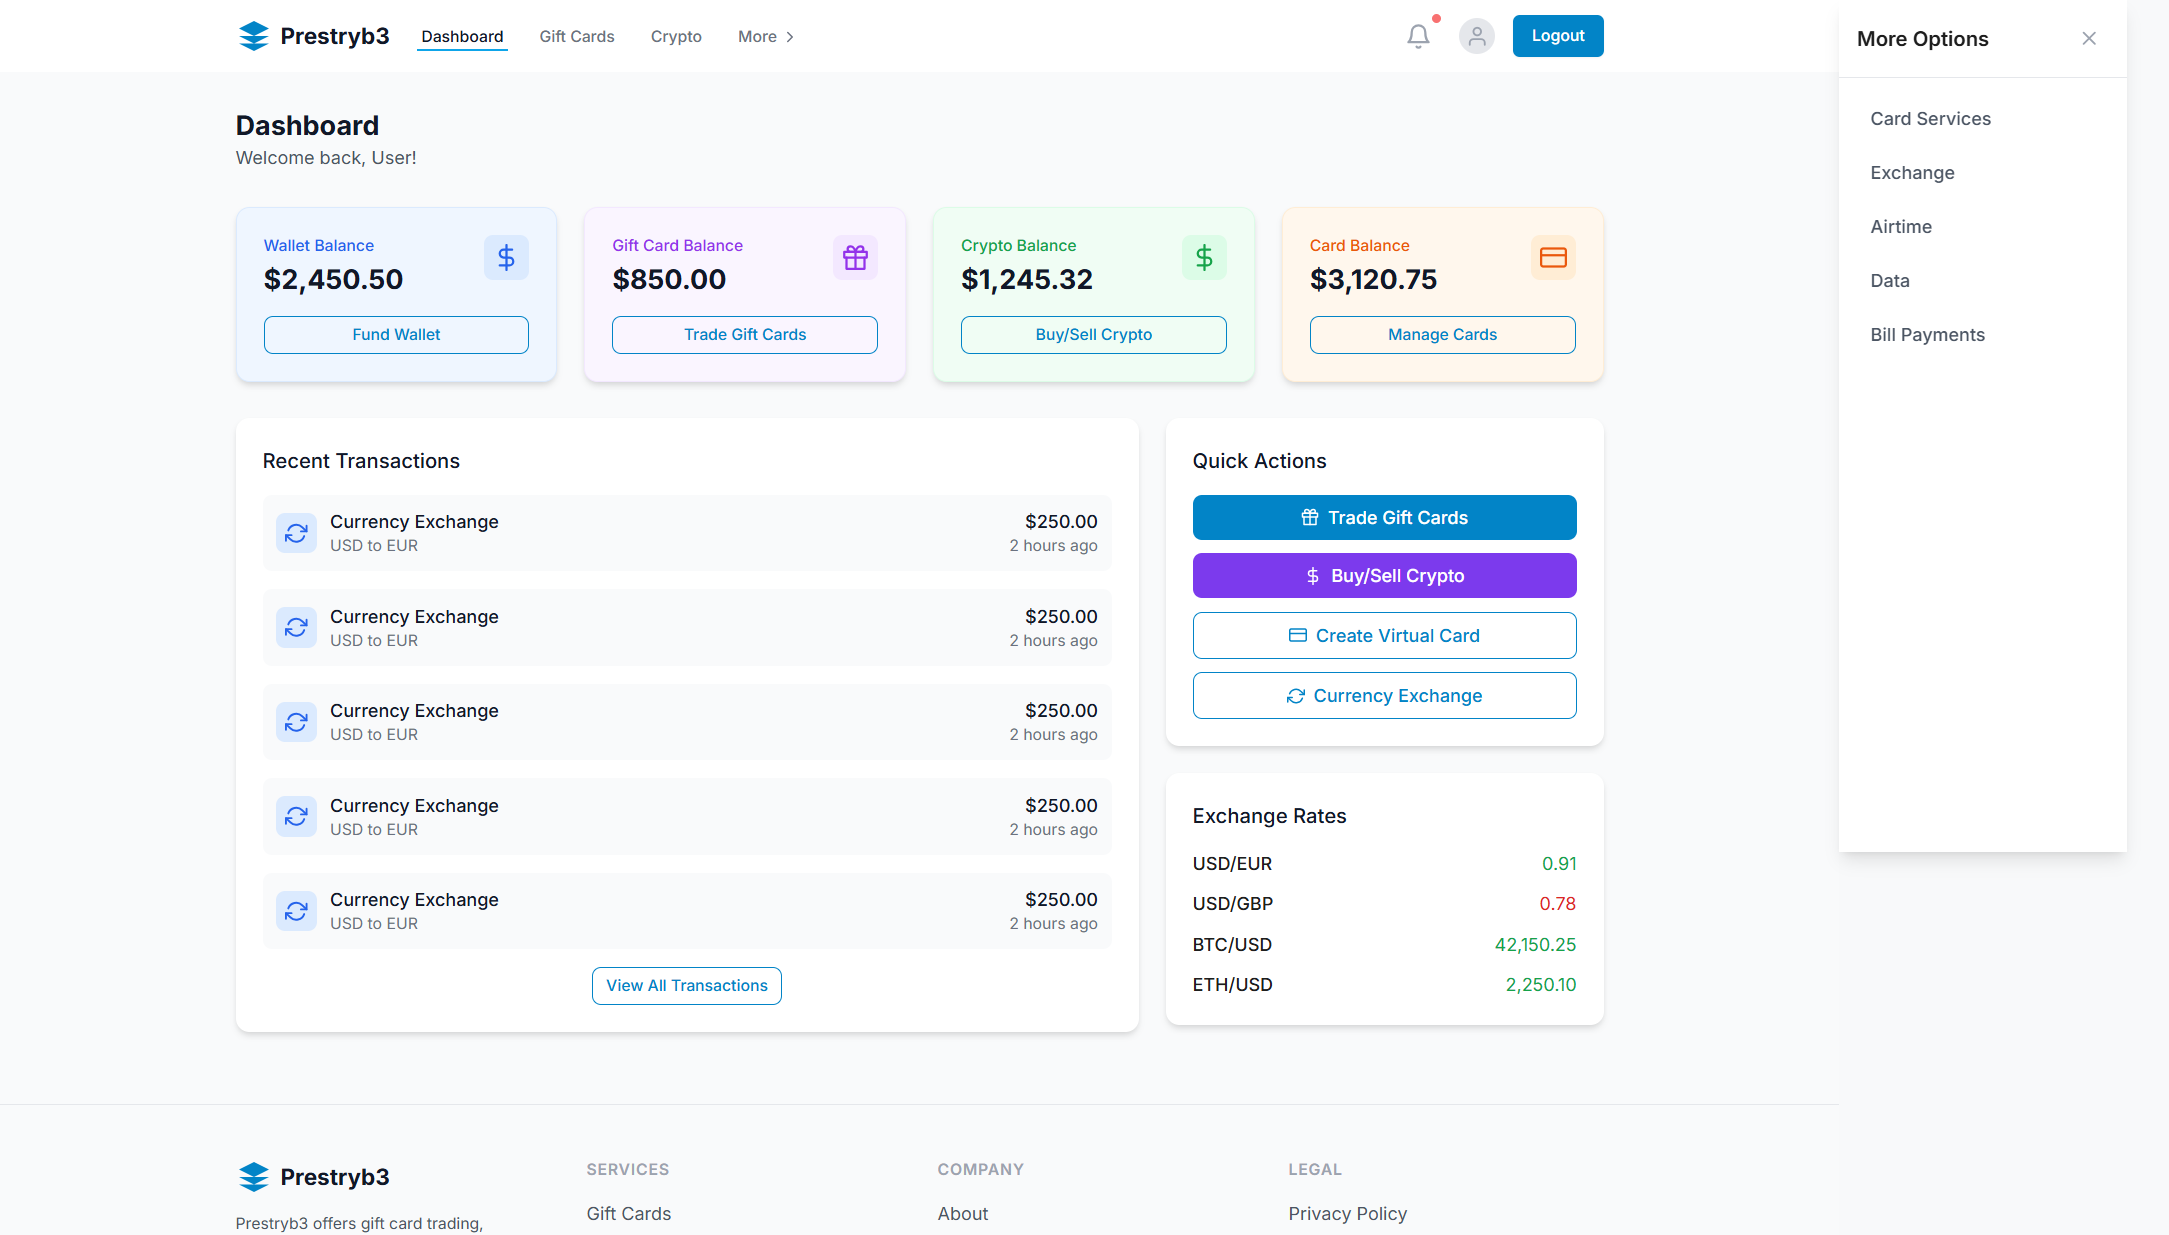 Prestryb3
Dashboard
Gift Cards
Crypto
More
Logout
More Options
Card Services
Exchange
Airtime
Data
Bill Payments
Dashboard
Welcome back, User!
Wallet Balance
$2,450.50
Fund Wallet
Gift Card Balance
$850.00
Trade Gift Cards
Crypto Balance
$1,245.32
Buy/Sell Crypto
Card Balance
$3,120.75
Manage Cards
Recent Transactions
Currency Exchange
$250.00
USD to EUR
2 hours ago
Currency Exchange
$250.00
USD to EUR
2 hours ago
Currency Exchange
$250.00
USD to EUR
2 hours ago
Currency Exchange
$250.00
USD to EUR
2 hours ago
Currency Exchange
$250.00
USD to EUR
2 hours ago
View All Transactions
Quick Actions
Trade Gift Cards
Buy/Sell Crypto
Create Virtual Card
Currency Exchange
Exchange Rates
USD/EUR 0.91
USD/GBP 0.78
BTC/USD 42,150.25
ETH/USD 2,250.10
Prestryb3
Prestryb3 offers gift card trading,
SERVICES
Gift Cards
COMPANY
About
LEGAL
Privacy Policy